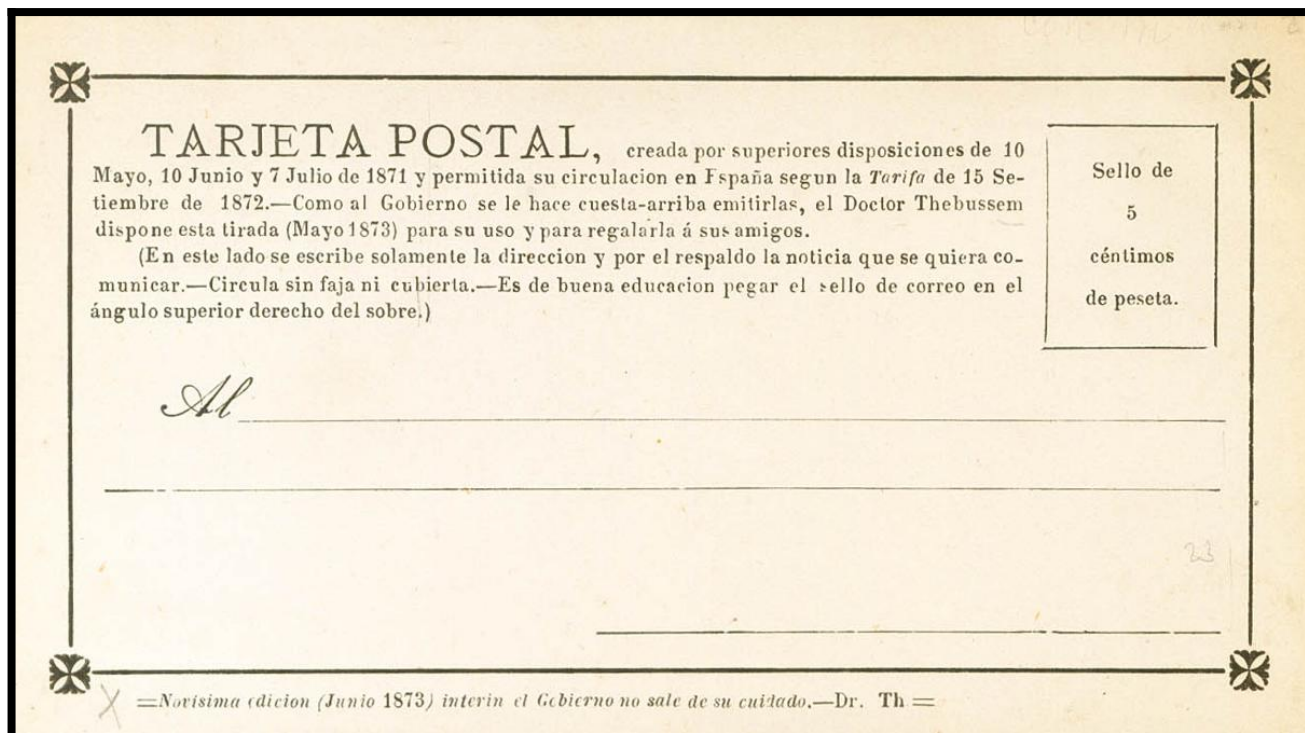 TARJETA POSTAL, creada por superiores disposiciones de 10
Mayo, 10 Junio y 7 Julio de 1871 y permitida su circulacion en España segun la Tarifa de 15 Se-
tiembre de 1872.—Como al Gobierno se le hace cuesta-arriba emitirlas, el Doctor Thebussem
dispone esta tirada (Mayo 1873) para su uso y para regalarla á sus amigos.
(En este lado se escribe solamente la direccion y por el respaldo la noticia que se quiera co-
municar.—Circula sin faja ni cubierta.—Es de buena educacion pegar el sello de correo en el
ángulo superior derecho del sobre.)
Sello de
5
céntimos
de peseta.
Al
23
=Novísima edicion (Junio 1873) interin el Gobierno no sale de su cuidado.—Dr. Th=